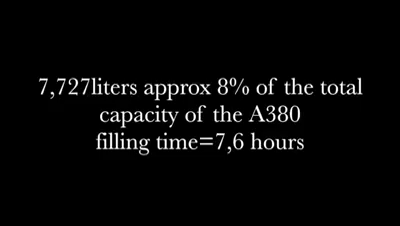 7,727liters approx 8% of the total
capacity of the A380
filling time=7,6 hours